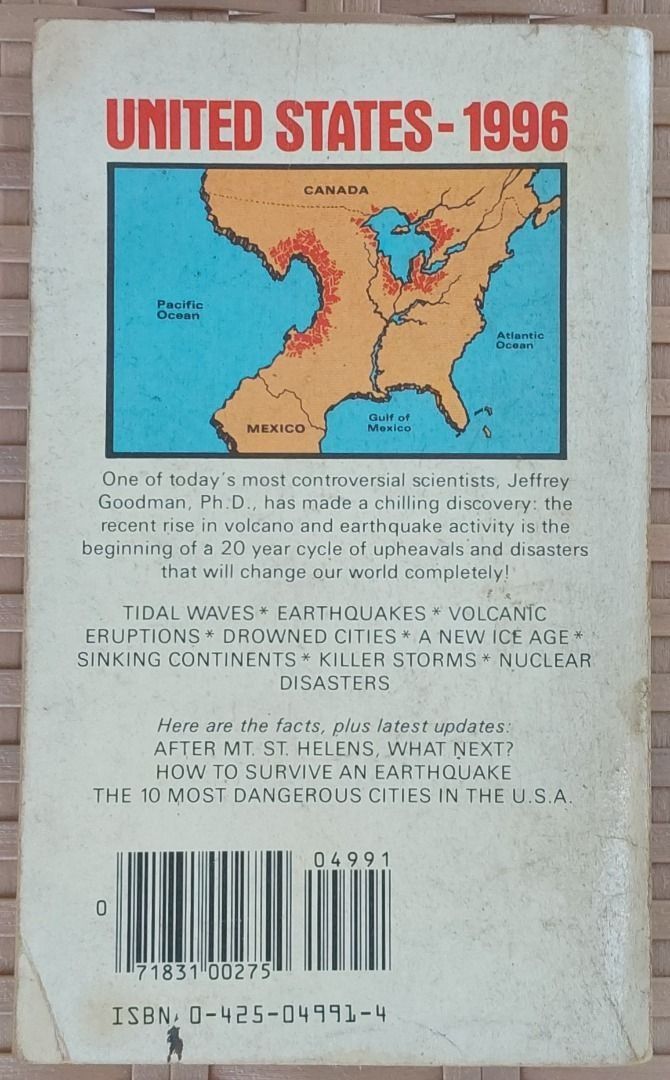 UNITED STATES - 1996
CANADA
Pacific
Ocean
Atlantic
Ocean
Gulf of
Mexico
MEXICO
One of today's most controversial scientists, Jeffrey
Goodman, Ph.D., has made a chilling discovery: the
recent rise in volcano and earthquake activity is the
beginning of a 20 year cycle of upheavals and disasters
that will change our world completely!
TIDAL WAVES * EARTHQUAKES * VOLCANIC
ERUPTIONS * DROWNED CITIES * A NEW ICE AGE *
SINKING CONTINENTS * KILLER STORMS * NUCLEAR
DISASTERS
Here are the facts, plus latest updates:
AFTER MT. ST. HELENS, WHAT NEXT?
HOW TO SURVIVE AN EARTHQUAKE
THE 10 MOST DANGEROUS CITIES IN THE U.S.A.
04991
0
71831 00275
ISBN 0-425-04991-4